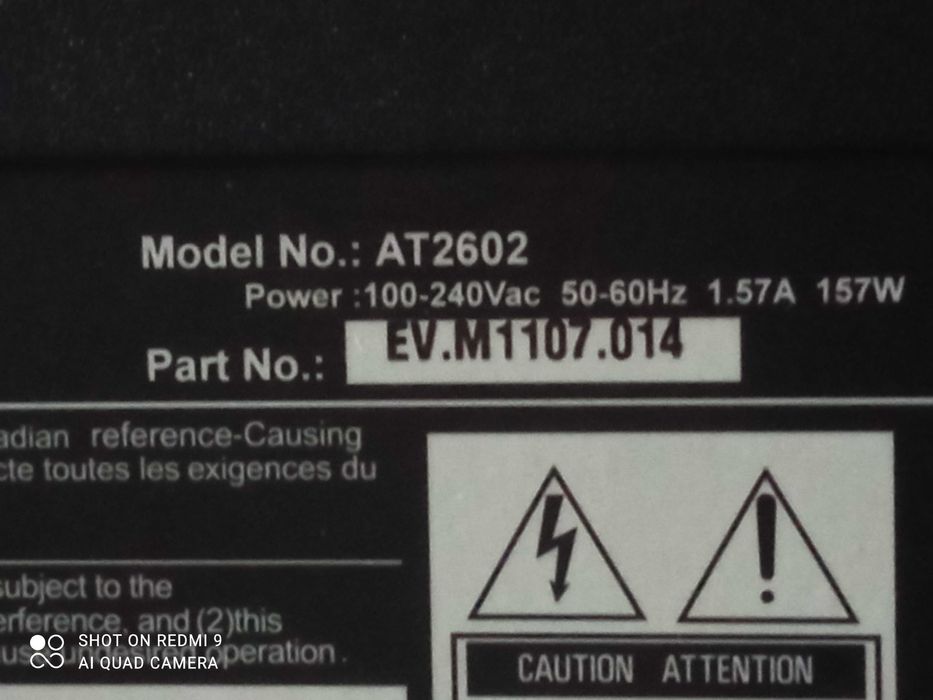 Model No.: AT2602
Power :100-240Vac 50-60Hz 1.57A 157W
Part No.: EV.M1107.014
adian reference-Causing
cte toutes les exigences du
subject to the
erference, and (2)this
operation.
CAUTION ATTENTION
SHOT ON REDMI 9
AI QUAD CAMERA